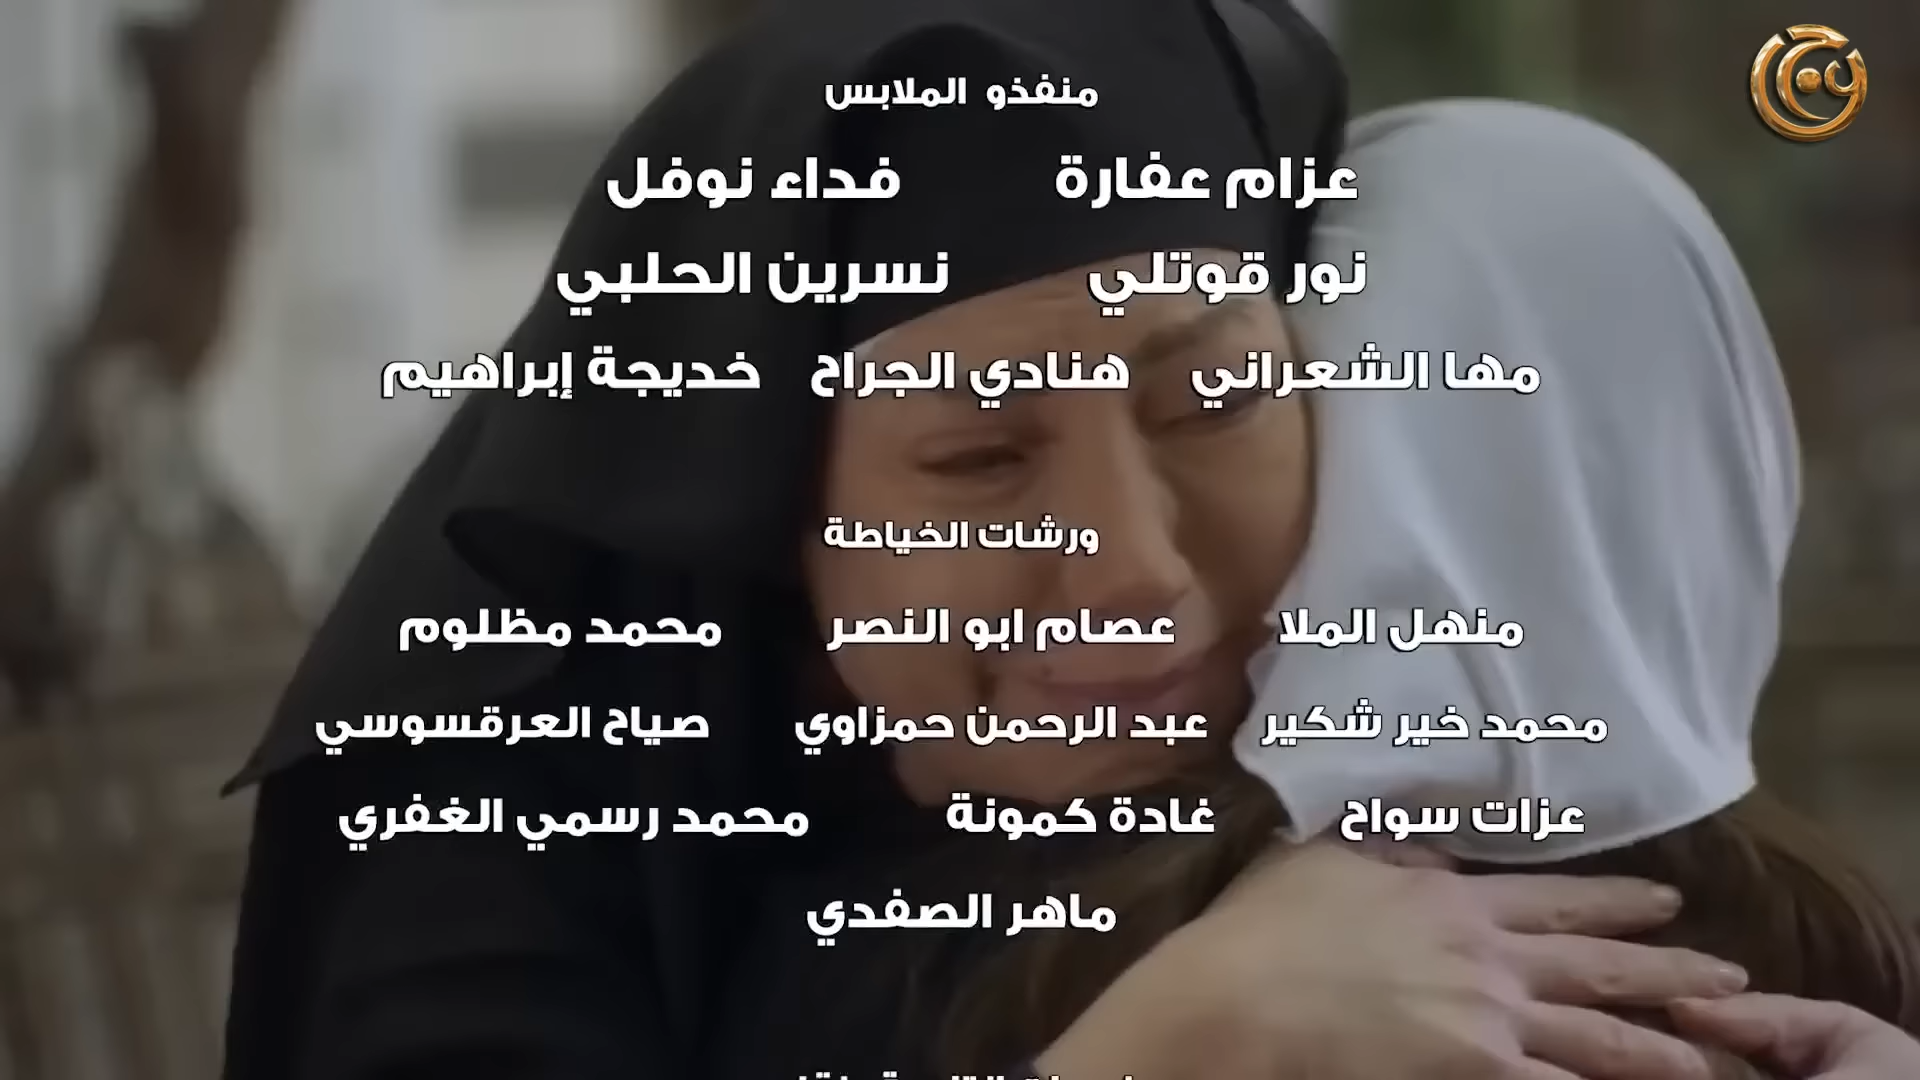 منفذو الملابس
عزام عفارة فداء نوفل
نور قوتلي نسرين الحلبي
مها الشعراني هنادي الجراح خديجة إبراهيم
ورشات الخياطة
منهل الملا عصام ابو النصر محمد مظلوم
محمد خير شكير عبد الرحمن حمزاوي صياح العرقسوسي
عزات سواح غادة كمونة محمد رسمي الغفري
ماهر الصفدي